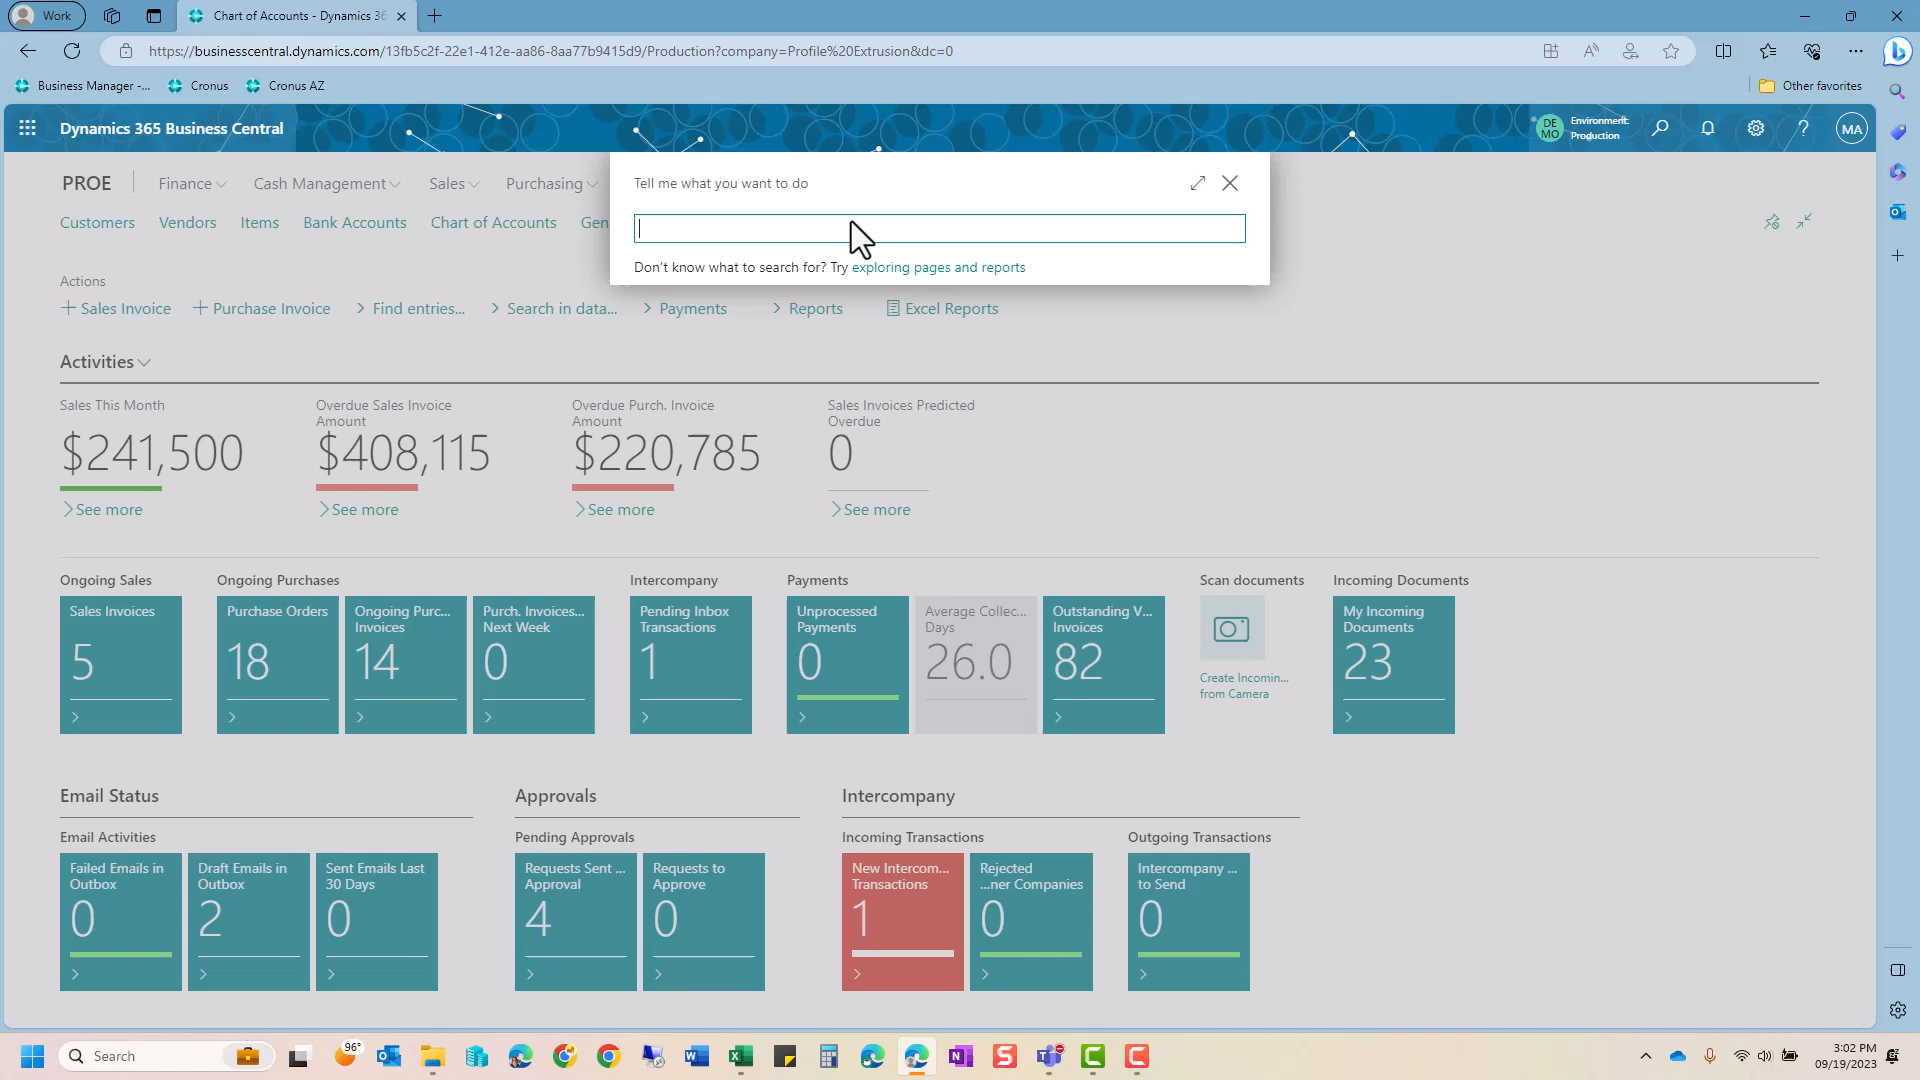 Work
Chart of Accounts - Dynamics 365
https://businesscentral.dynamics.com/13fb5c2f-22e1-412e-aa86-8aa77b9415d9/Production?company=Profile%20Extrusion&dc=0
Business Manager -...
Cronus
Cronus AZ
Other favorites
Dynamics 365 Business Central
DE
MO
Environment:
Production
MA
PROE
Finance
Cash Management
Sales
Purchasing
Tell me what you want to do
Customers
Vendors
Items
Bank Accounts
Chart of Accounts
Gen
Don't know what to search for? Try exploring pages and reports
Actions
Sales Invoice
Purchase Invoice
Find entries...
Search in data...
Payments
Reports
Excel Reports
Activities
Sales This Month
$241,500
See more
Overdue Sales Invoice
Amount
$408,115
See more
Overdue Purch. Invoice
Amount
$220,785
See more
Sales Invoices Predicted
Overdue
0
See more
Ongoing Sales
Sales Invoices
5
Ongoing Purchases
Purchase Orders
18
Ongoing Purc...
Invoices
14
Purch. Invoices...
Next Week
0
Intercompany
Pending Inbox
Transactions
1
Payments
Unprocessed
Payments
0
Average Collec...
Days
26.0
Outstanding V...
Invoices
82
Scan documents
Create Incomin...
from Camera
Incoming Documents
My Incoming
Documents
23
Email Status
Email Activities
Failed Emails in
Outbox
0
Draft Emails in
Outbox
2
Sent Emails Last
30 Days
0
Approvals
Pending Approvals
Requests Sent ...
Approval
4
Requests to
Approve
0
Intercompany
Incoming Transactions
New Intercom...
Transactions
1
Rejected
...ner Companies
0
Outgoing Transactions
Intercompany ...
to Send
0
Search
96°
3:02 PM
09/19/2023